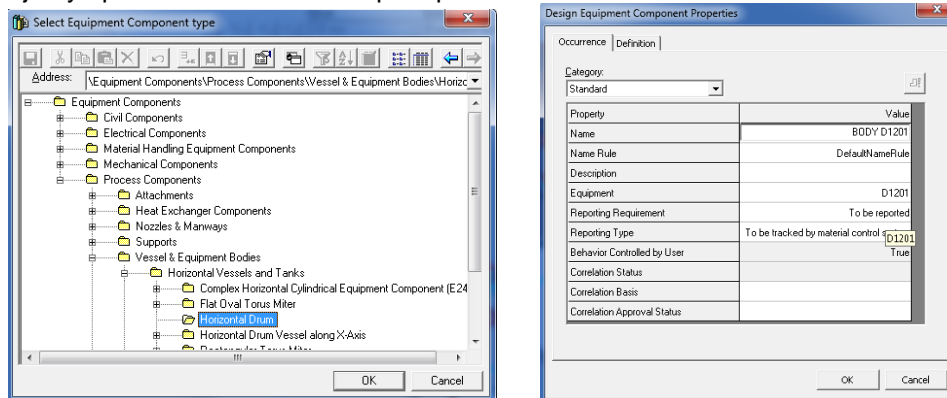 Select Equipment Component type
Address: \Equipment Components\Process Components\Vessel & Equipment Bodies\Horizc
Equipment Components
Civil Components
Electrical Components
Material Handling Equipment Components
Mechanical Components
Process Components
Attachments
Heat Exchanger Components
Nozzles & Manways
Supports
Vessel & Equipment Bodies
Horizontal Vessels and Tanks
Complex Horizontal Cylindrical Equipment Component (E24
Flat Oval Torus Miter
Horizontal Drum
Horizontal Drum Vessel along X-Axis
OK Cancel
Design Equipment Component Properties
Occurrence Definition
Category:
Standard
Property Value
Name BODY D1201
Name Rule DefaultNameRule
Description
Equipment D1201
Reporting Requirement To be reported
Reporting Type To be tracked by material control
D1201
Behavior Controlled by User True
Correlation Status
Correlation Basis
Correlation Approval Status
OK Cancel